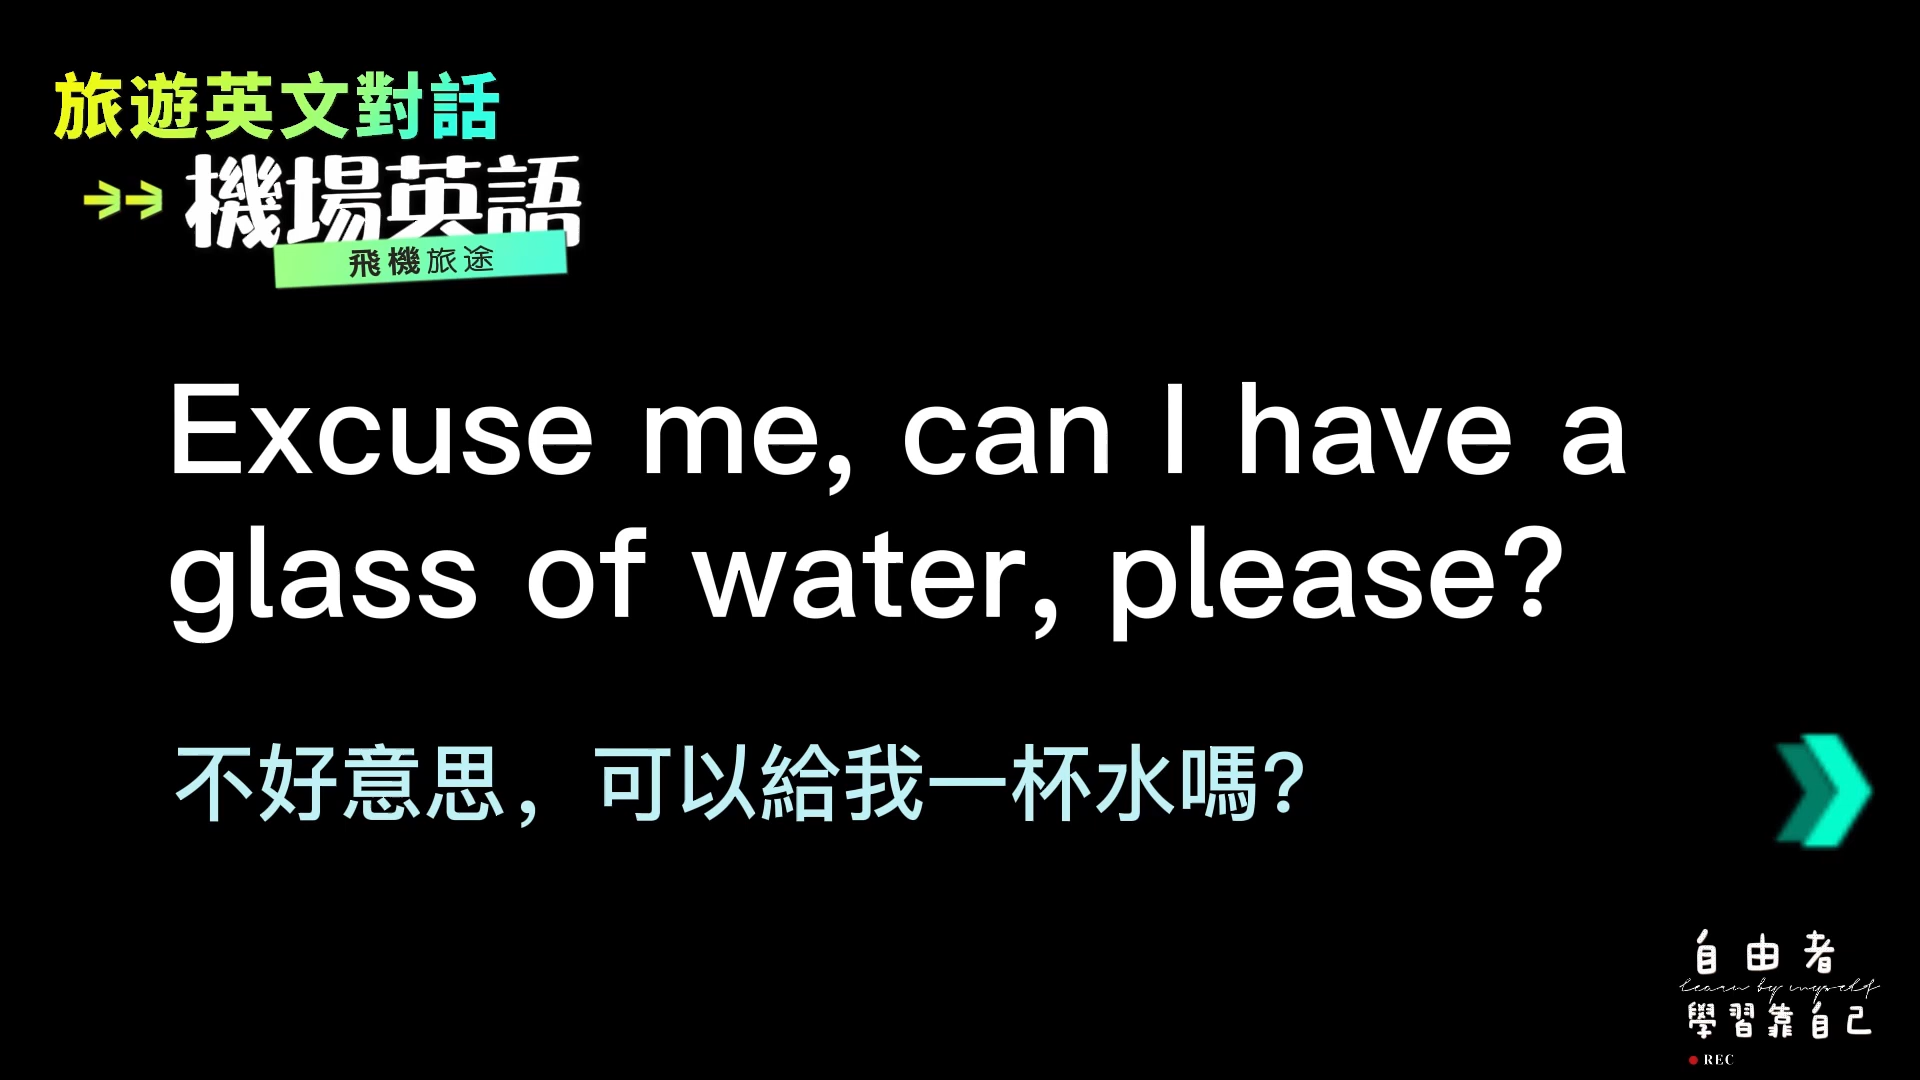 旅遊英文對話
機場英語
飛機旅途
Excuse me, can I have a
glass of water, please?
不好意思，可以給我一杯水嗎?
自由者
learn by myself
學習靠自己
REC